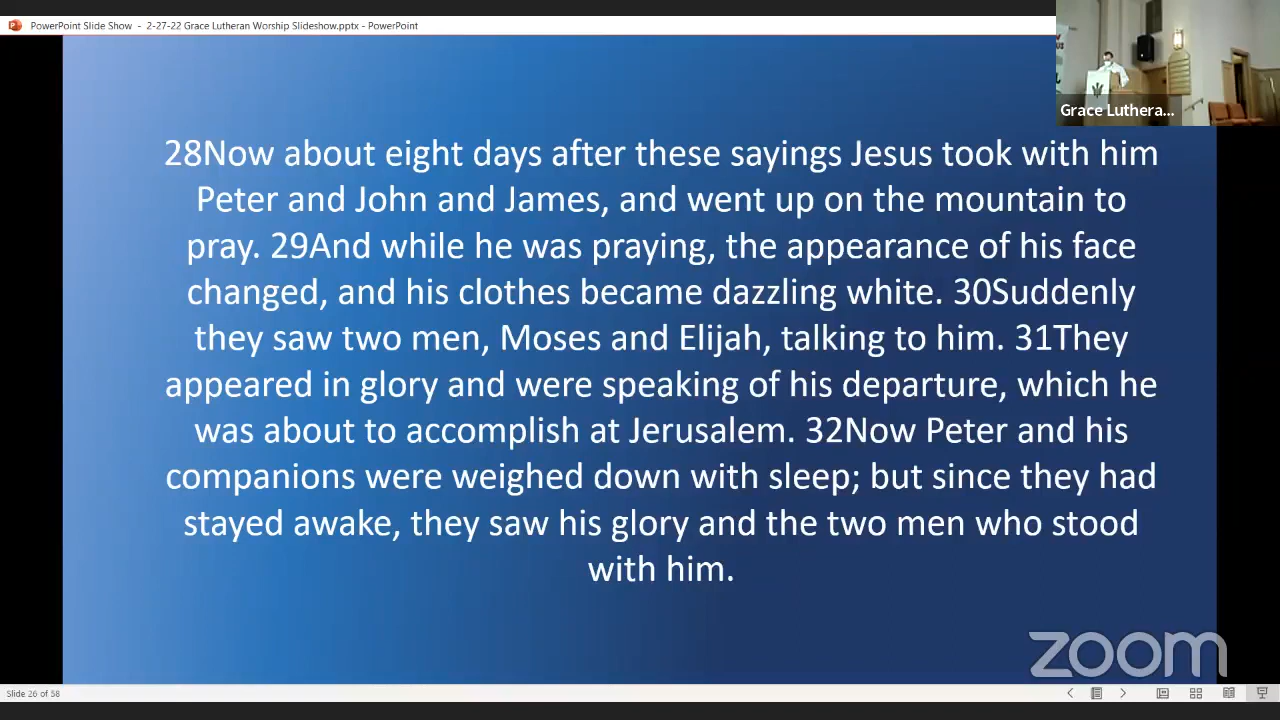 PowerPoint Slide Show - 2-27-22 Grace Lutheran Worship Slideshow.pptx - PowerPoint
Grace Luthera...
28Now about eight days after these sayings Jesus took with him
Peter and John and James, and went up on the mountain to
pray. 29And while he was praying, the appearance of his face
changed, and his clothes became dazzling white. 30Suddenly
they saw two men, Moses and Elijah, talking to him. 31They
appeared in glory and were speaking of his departure, which he
was about to accomplish at Jerusalem. 32Now Peter and his
companions were weighed down with sleep; but since they had
stayed awake, they saw his glory and the two men who stood
with him.
zoom
Slide 26 of 58